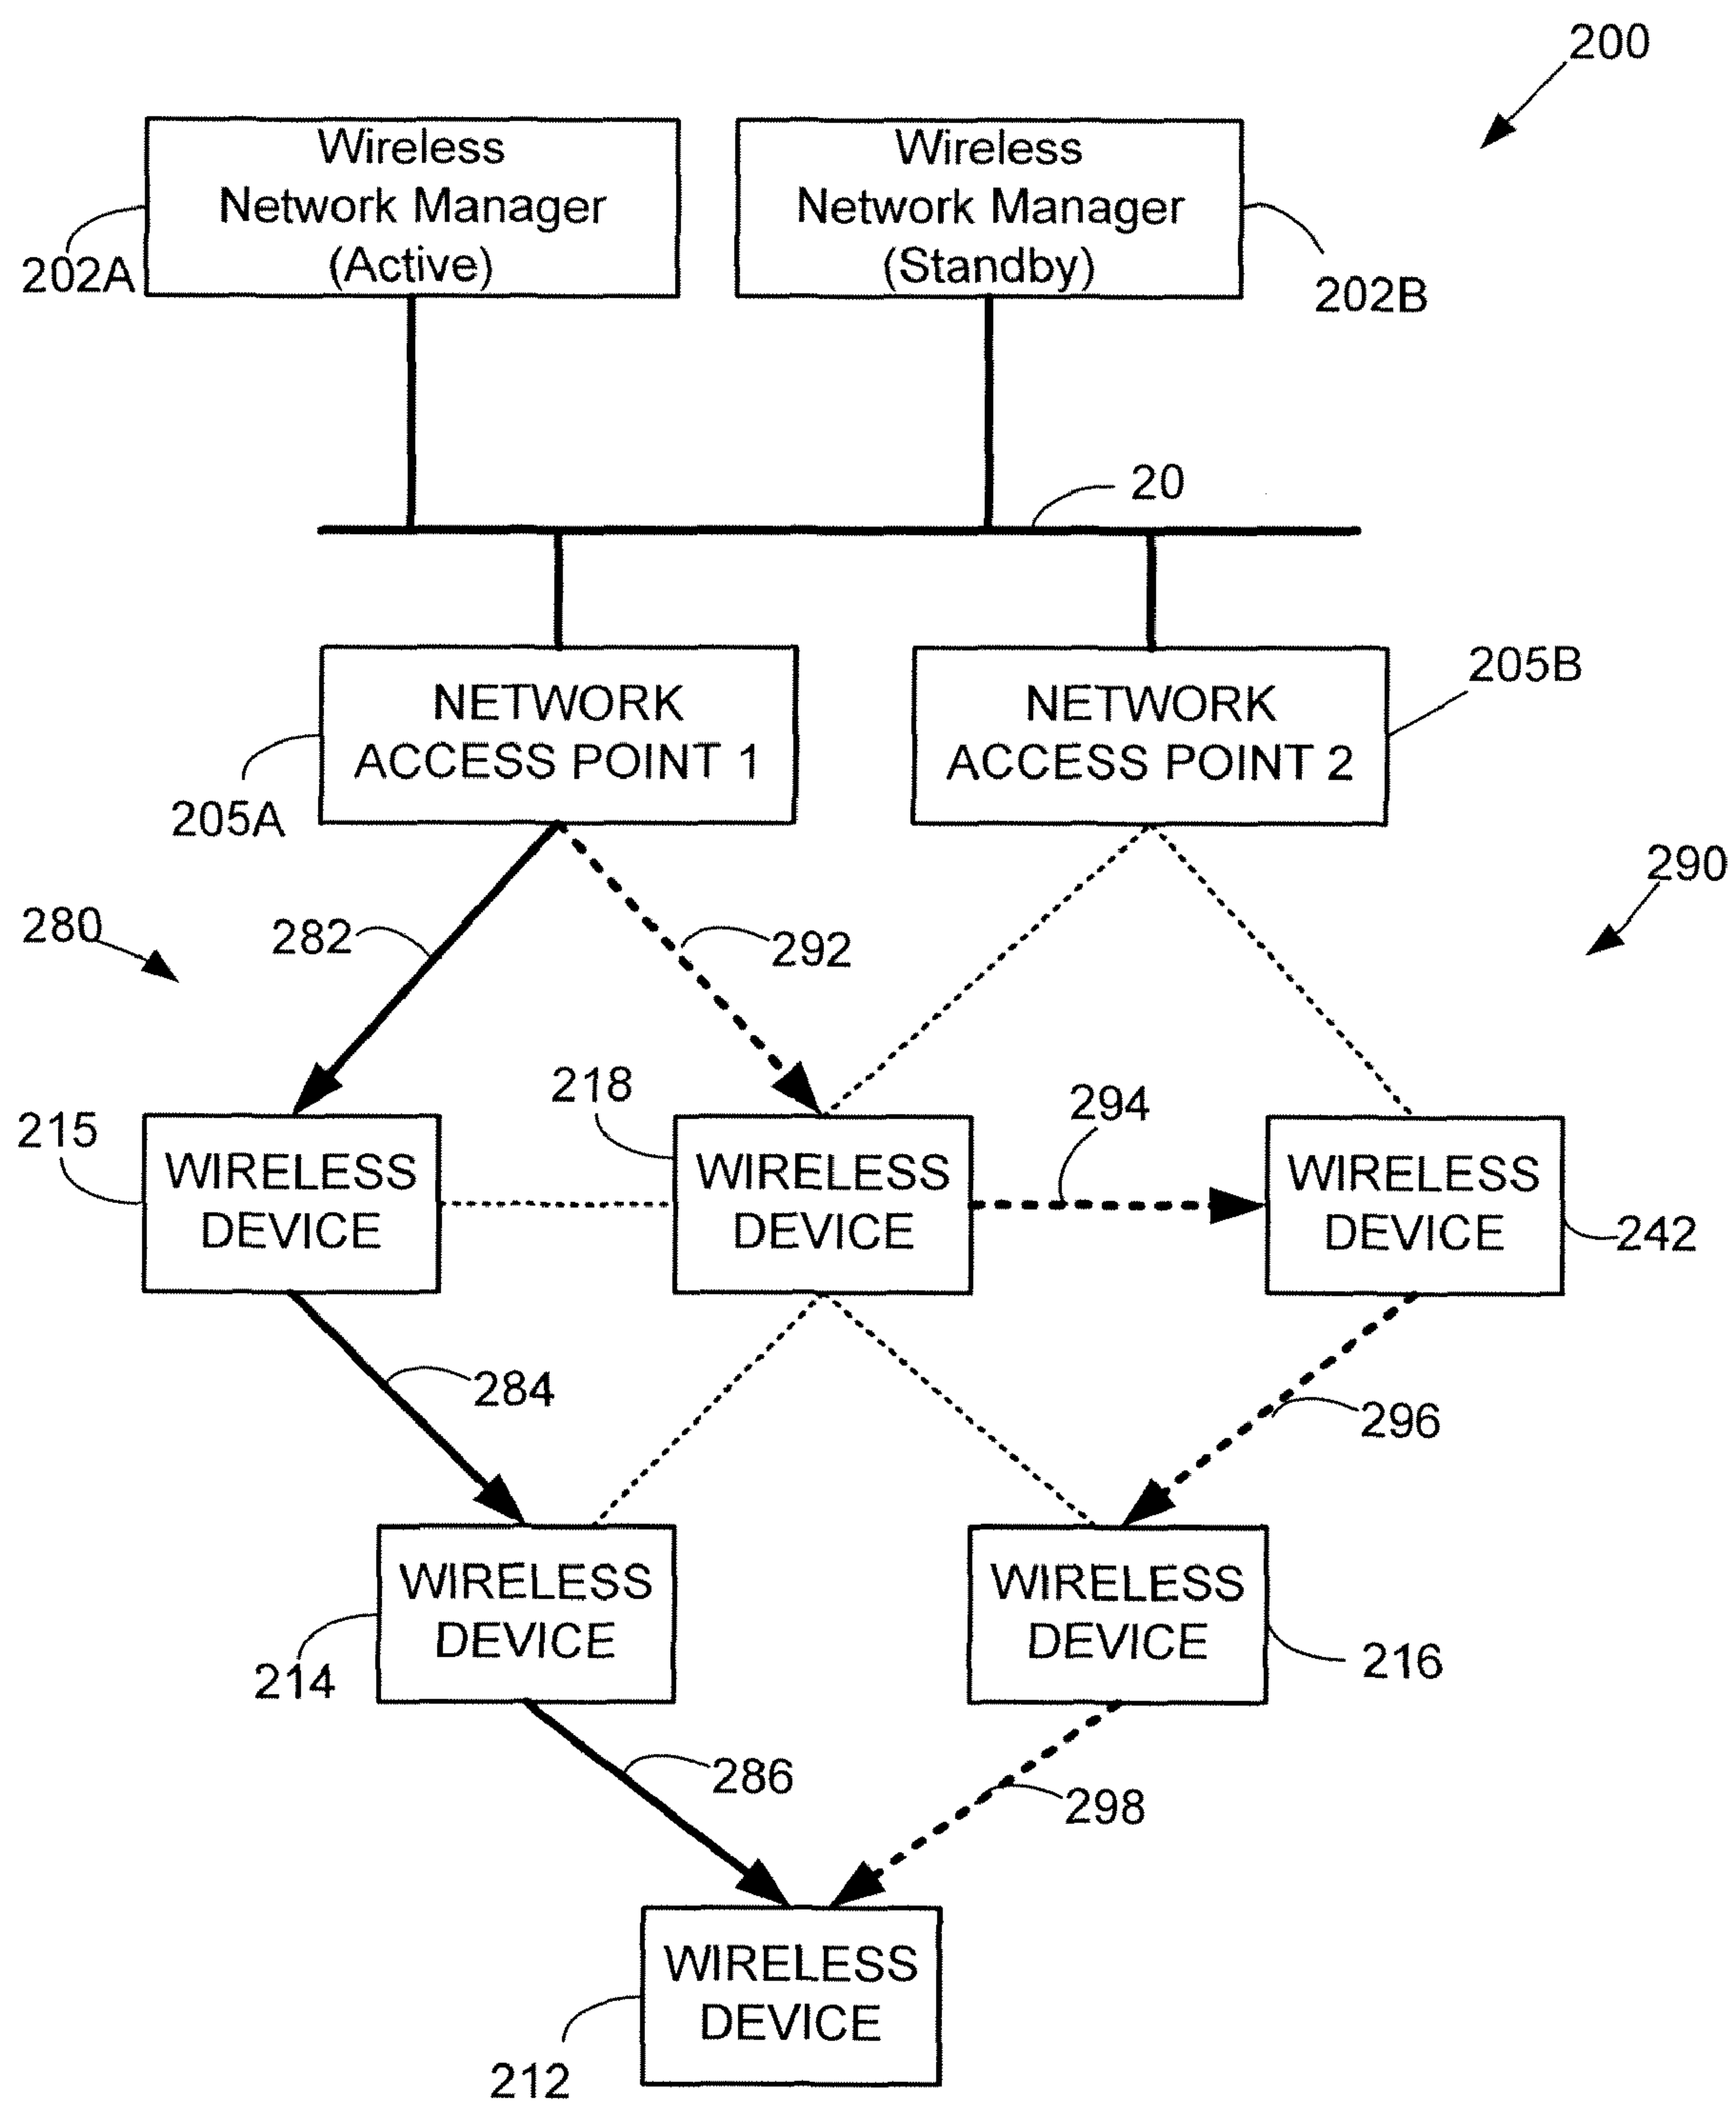 200
Wireless
Network Manager
(Active)
Wireless
Network Manager
(Standby)
202A
202B
20
NETWORK
ACCESS POINT 1
NETWORK
ACCESS POINT 2
205B
205A
290
280
282
292
218
294
215
WIRELESS
DEVICE
WIRELESS
DEVICE
WIRELESS
DEVICE
242
284
296
WIRELESS
DEVICE
WIRELESS
DEVICE
214
216
286
298
WIRELESS
DEVICE
212